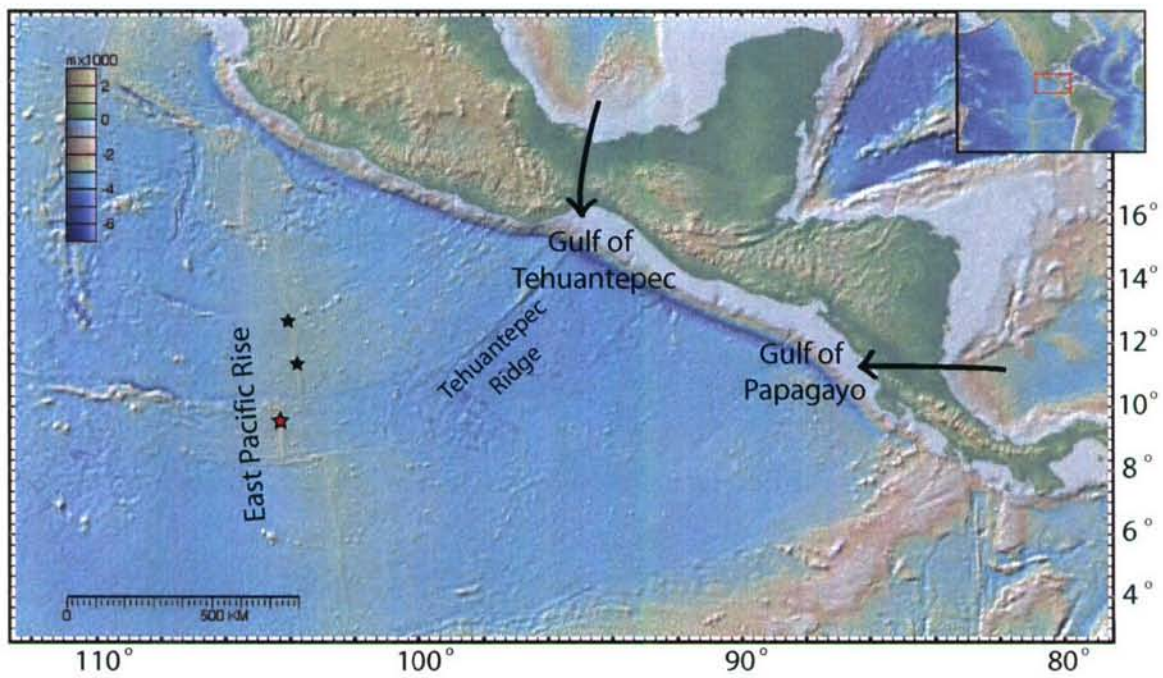 m x1000
2
0
-2
-4
-6
Gulf of
Tehuantepec
Tehuantepec
Ridge
Gulf of
Papagayo
East Pacific Rise
0
500 KM
16°
14°
12°
10°
8°
6°
4°
110°
100°
90°
80°